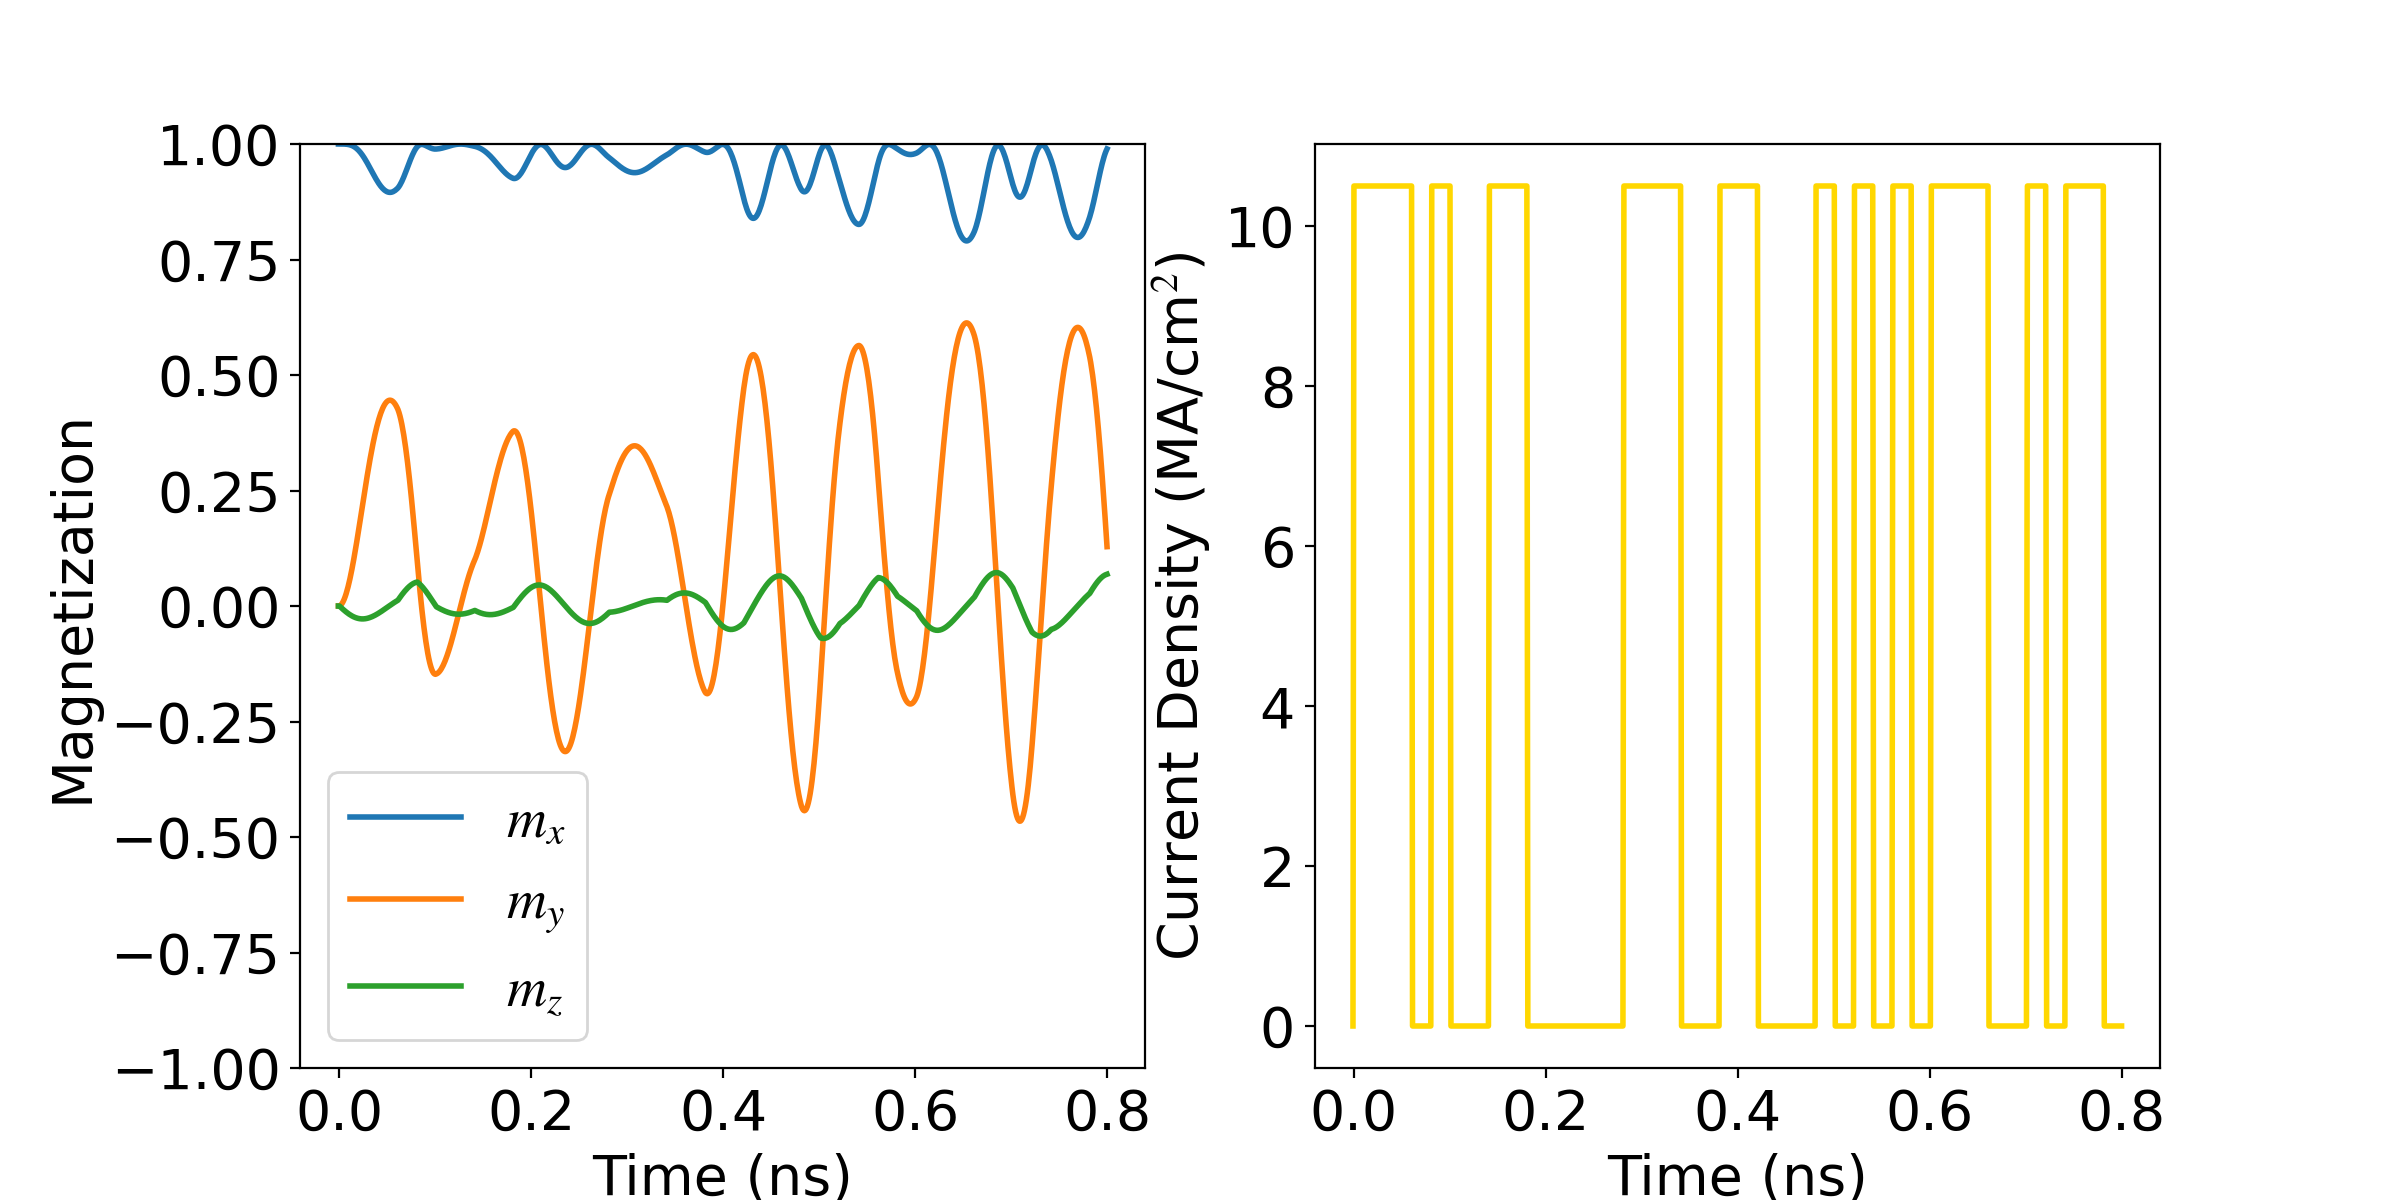 1.00
0.75
0.50
0.25
0.00
−0.25
−0.50
−0.75
−1.00
Magnetization
m_x
m_y
m_z
0.0 0.2 0.4 0.6 0.8
Time (ns)
Current Density (MA/cm²)
10
8
6
4
2
0
0.0 0.2 0.4 0.6 0.8
Time (ns)